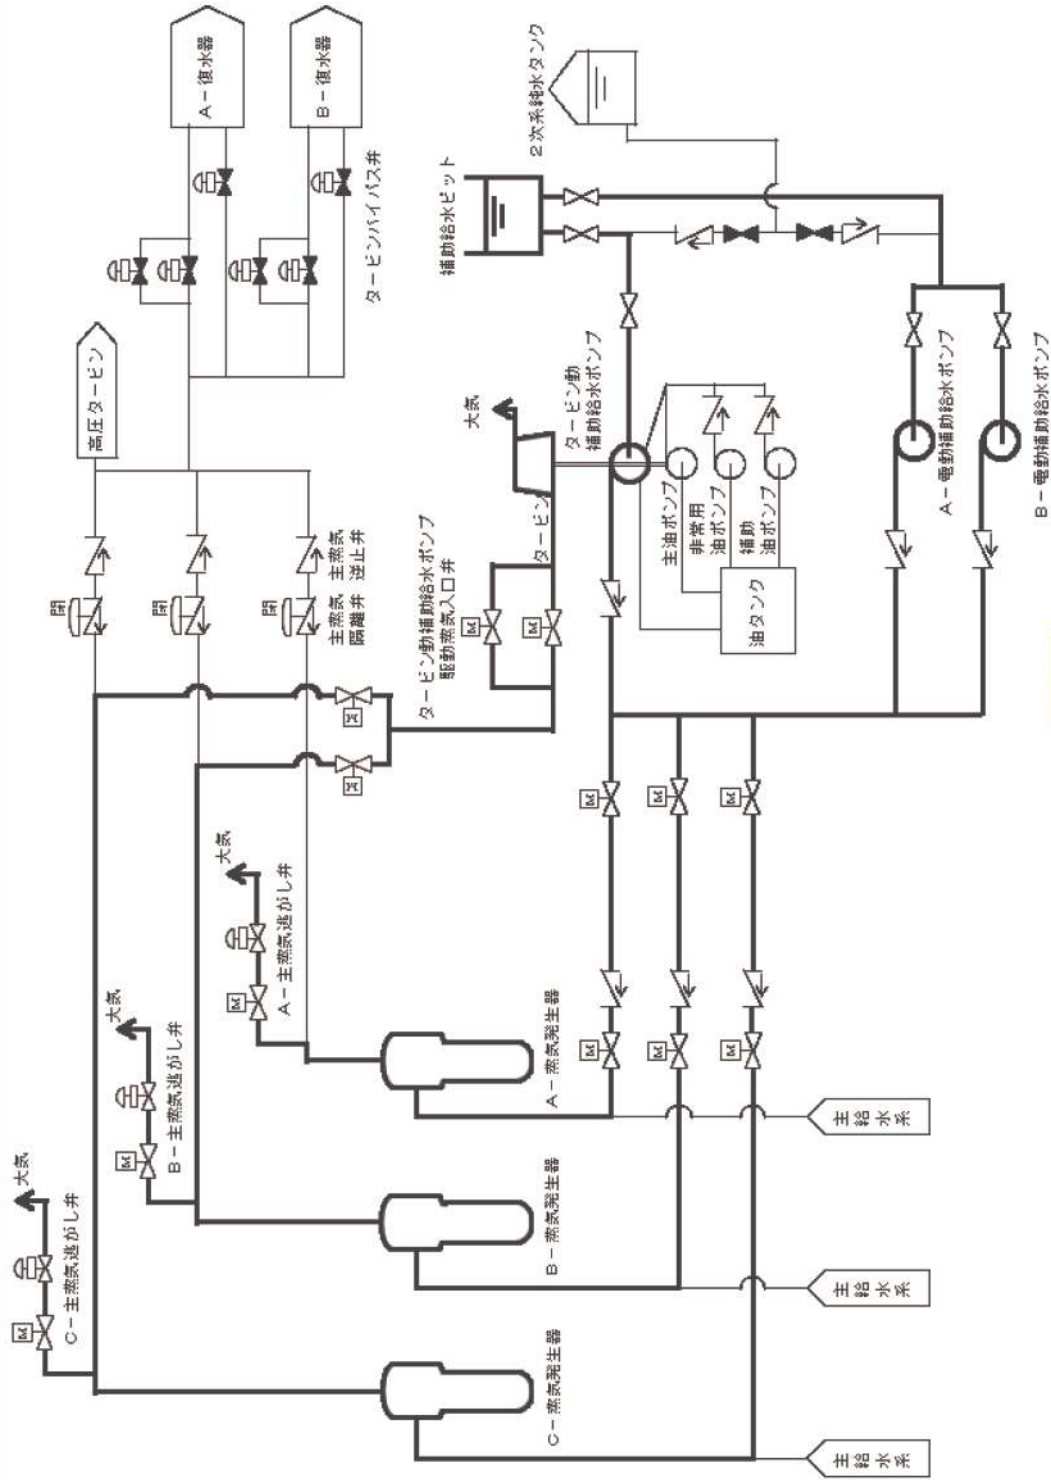 C－主蒸気逃がし弁
大気
M
B－主蒸気逃がし弁
大気
M
A－主蒸気逃がし弁
大気
M
高圧タービン
A－復水器
B－復水器
タービンバイパス弁
閉
閉
閉
主蒸気
隔離弁
主蒸気
逆止弁
M
M
タービン動補助給水ポンプ
駆動蒸気入口弁
M
M
タービン
大気
タービン動
補助給水ポンプ
補助給水ピット
2次系純水タンク
主油ポンプ
非常用
油ポンプ
補助
油ポンプ
油タンク
A－電動補助給水ポンプ
B－電動補助給水ポンプ
M
M
M
M
M
M
A－蒸気発生器
B－蒸気発生器
C－蒸気発生器
主給水系
主給水系
主給水系